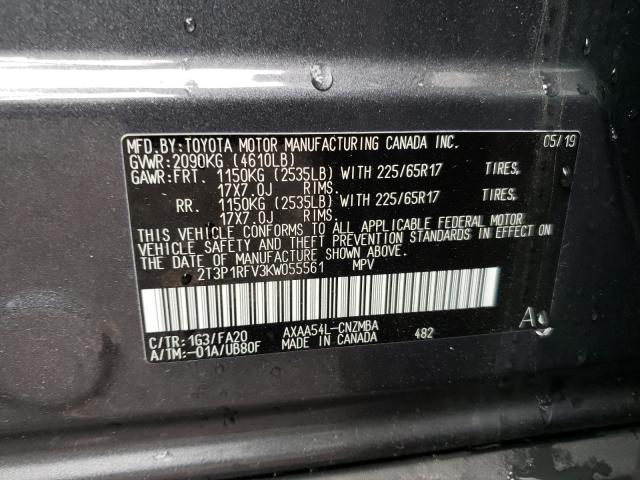 MFD.BY:TOYOTA MOTOR MANUFACTURING CANADA INC. 05/19
GVWR:2090KG (4610LB)
GAWR:FRT. 1150KG (2535LB) WITH 225/65R17 TIRES,
17X7.0J RIMS.
RR. 1150KG (2535LB) WITH 225/65R17 TIRES,
17X7.0J RIMS.
THIS VEHICLE CONFORMS TO ALL APPLICABLE FEDERAL MOTOR
VEHICLE SAFETY AND THEFT PREVENTION STANDARDS IN EFFECT ON
THE DATE OF MANUFACTURE SHOWN ABOVE.
2T3P1RFV3KW055561 MPV
C/TR:1G3/FA20 AXAA54L-CNZMBA A
A/TM:-01A/UB80F MADE IN CANADA 482